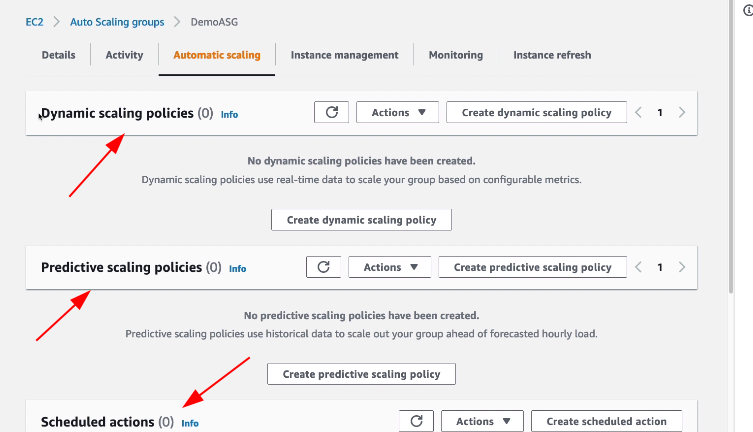 EC2 > Auto Scaling groups > DemoASG
Details Activity Automatic scaling Instance management Monitoring Instance refresh
Dynamic scaling policies (0) Info Actions ▼ Create dynamic scaling policy < 1 >
No dynamic scaling policies have been created.
Dynamic scaling policies use real-time data to scale your group based on configurable metrics.
Create dynamic scaling policy
Predictive scaling policies (0) Info Actions ▼ Create predictive scaling policy < 1 >
No predictive scaling policies have been created.
Predictive scaling policies use historical data to scale out your group ahead of forecasted hourly load.
Create predictive scaling policy
Scheduled actions (0) Info Actions ▼ Create scheduled action